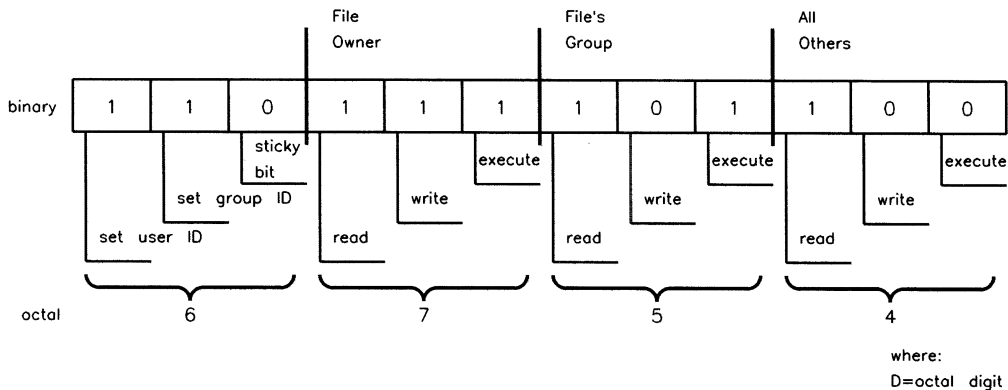 File
Owner
File's
Group
All
Others
binary 1 1 0 1 1 1 1 0 1 1 0 0
sticky
bit
execute
execute
execute
set group ID
write
write
write
set user ID
read
read
read
octal 6 7 5 4
where:
D=octal digit